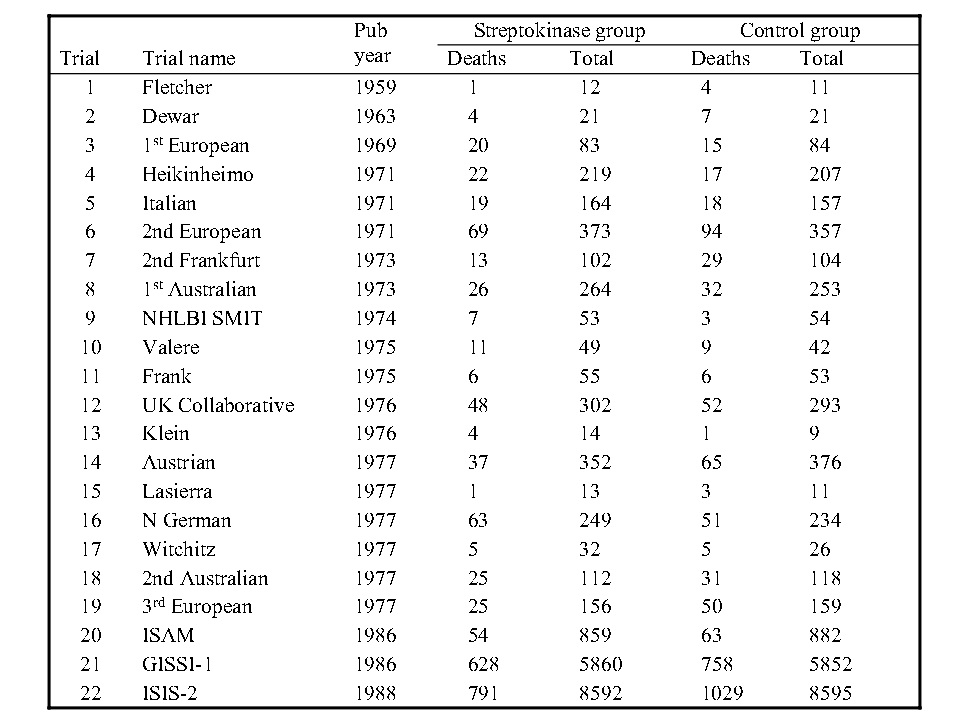 Pub Streptokinase group Control group
Trial Trial name year Deaths Total Deaths Total
1 Fletcher 1959 1 12 4 11
2 Dewar 1963 4 21 7 21
3 1st European 1969 20 83 15 84
4 Heikinheimo 1971 22 219 17 207
5 Italian 1971 19 164 18 157
6 2nd European 1971 69 373 94 357
7 2nd Frankfurt 1973 13 102 29 104
8 1st Australian 1973 26 264 32 253
9 NHLBI SMIT 1974 7 53 3 54
10 Valere 1975 11 49 9 42
11 Frank 1975 6 55 6 53
12 UK Collaborative 1976 48 302 52 293
13 Klein 1976 4 14 1 9
14 Austrian 1977 37 352 65 376
15 Lasierra 1977 1 13 3 11
16 N German 1977 63 249 51 234
17 Witchitz 1977 5 32 5 26
18 2nd Australian 1977 25 112 31 118
19 3rd European 1977 25 156 50 159
20 ISAM 1986 54 859 63 882
21 GISSI-1 1986 628 5860 758 5852
22 ISIS-2 1988 791 8592 1029 8595